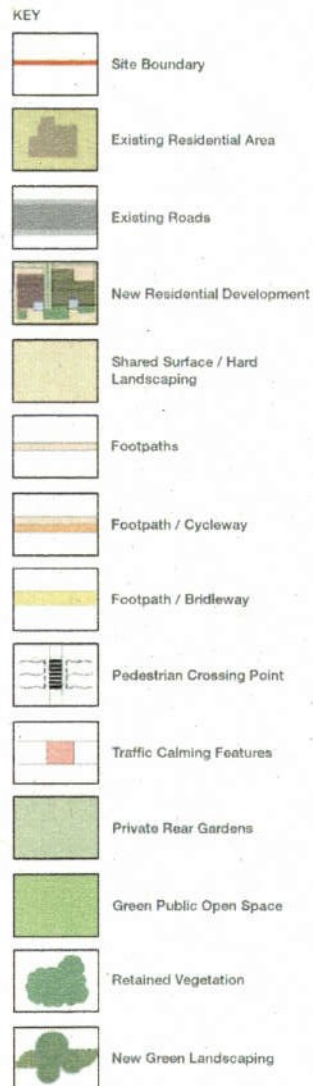 KEY
Site Boundary
Existing Residential Area
Existing Roads
New Residential Development
Shared Surface / Hard
Landscaping
Footpaths
Footpath / Cycleway
Footpath / Bridleway
Pedestrian Crossing Point
Traffic Calming Features
Private Rear Gardens
Green Public Open Space
Retained Vegetation
New Green Landscaping